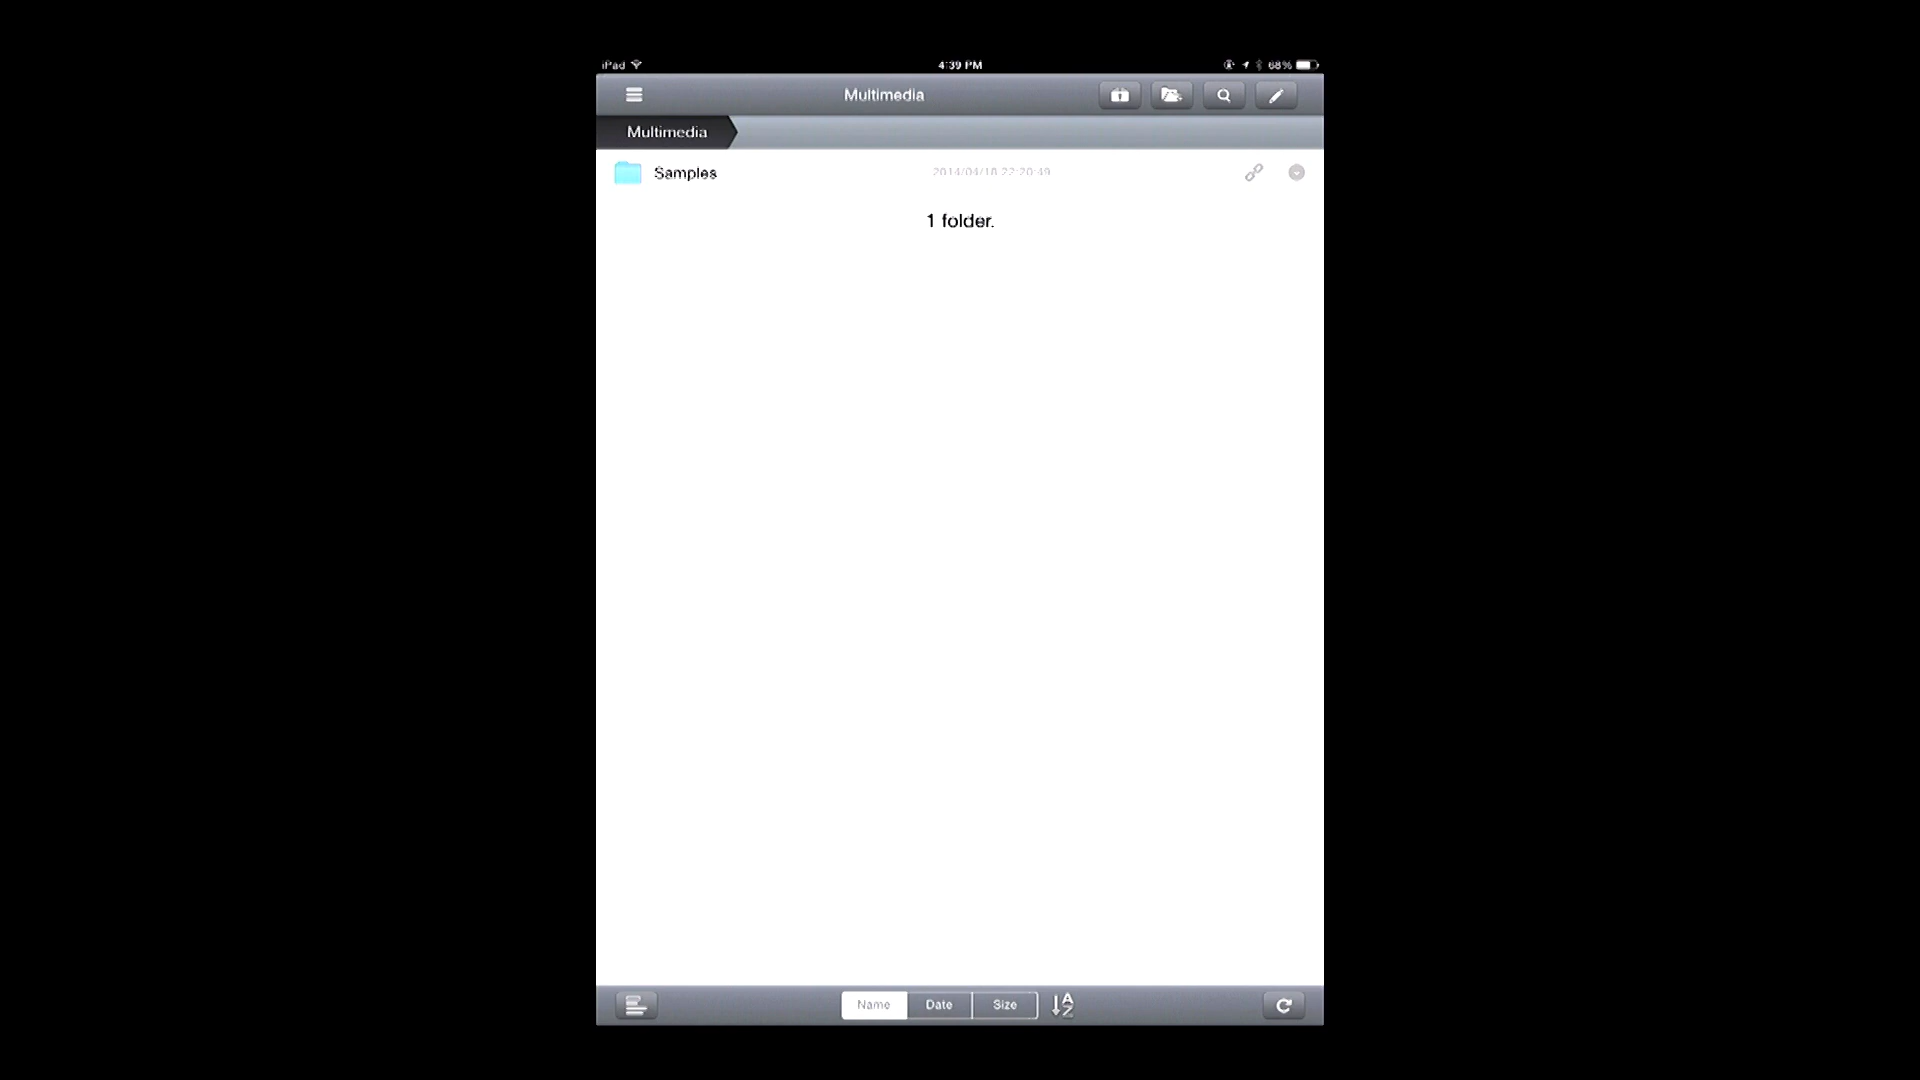 iPad 4:39 PM 68%
Multimedia
Multimedia
Samples 2014/04/18 22:20:49
1 folder.
Name Date Size A Z